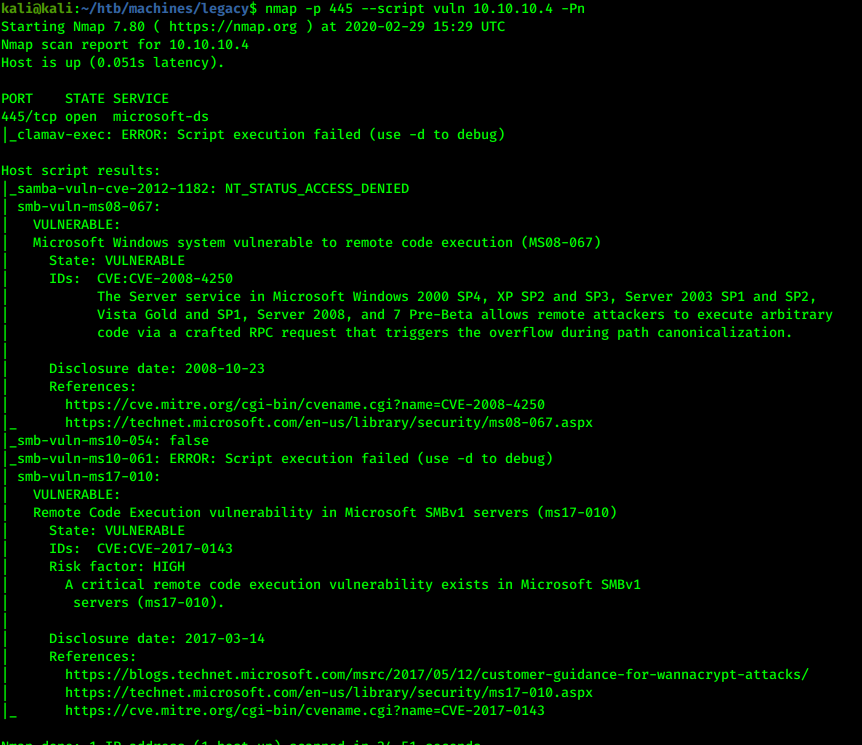 kali@kali:~/htb/machines/legacy$ nmap -p 445 --script vuln 10.10.10.4 -Pn
Starting Nmap 7.80 ( https://nmap.org ) at 2020-02-29 15:29 UTC
Nmap scan report for 10.10.10.4
Host is up (0.051s latency).

PORT    STATE SERVICE
445/tcp open  microsoft-ds
|_clamav-exec: ERROR: Script execution failed (use -d to debug)

Host script results:
|_samba-vuln-cve-2012-1182: NT_STATUS_ACCESS_DENIED
| smb-vuln-ms08-067:
|   VULNERABLE:
|   Microsoft Windows system vulnerable to remote code execution (MS08-067)
|     State: VULNERABLE
|     IDs:  CVE:CVE-2008-4250
|           The Server service in Microsoft Windows 2000 SP4, XP SP2 and SP3, Server 2003 SP1 and SP2,
|           Vista Gold and SP1, Server 2008, and 7 Pre-Beta allows remote attackers to execute arbitrary
|           code via a crafted RPC request that triggers the overflow during path canonicalization.
|
|     Disclosure date: 2008-10-23
|     References:
|       https://cve.mitre.org/cgi-bin/cvename.cgi?name=CVE-2008-4250
|_      https://technet.microsoft.com/en-us/library/security/ms08-067.aspx
|_smb-vuln-ms10-054: false
|_smb-vuln-ms10-061: ERROR: Script execution failed (use -d to debug)
| smb-vuln-ms17-010:
|   VULNERABLE:
|   Remote Code Execution vulnerability in Microsoft SMBv1 servers (ms17-010)
|     State: VULNERABLE
|     IDs:  CVE:CVE-2017-0143
|     Risk factor: HIGH
|       A critical remote code execution vulnerability exists in Microsoft SMBv1
|        servers (ms17-010).
|
|     Disclosure date: 2017-03-14
|     References:
|       https://blogs.technet.microsoft.com/msrc/2017/05/12/customer-guidance-for-wannacrypt-attacks/
|       https://technet.microsoft.com/en-us/library/security/ms17-010.aspx
|_      https://cve.mitre.org/cgi-bin/cvename.cgi?name=CVE-2017-0143